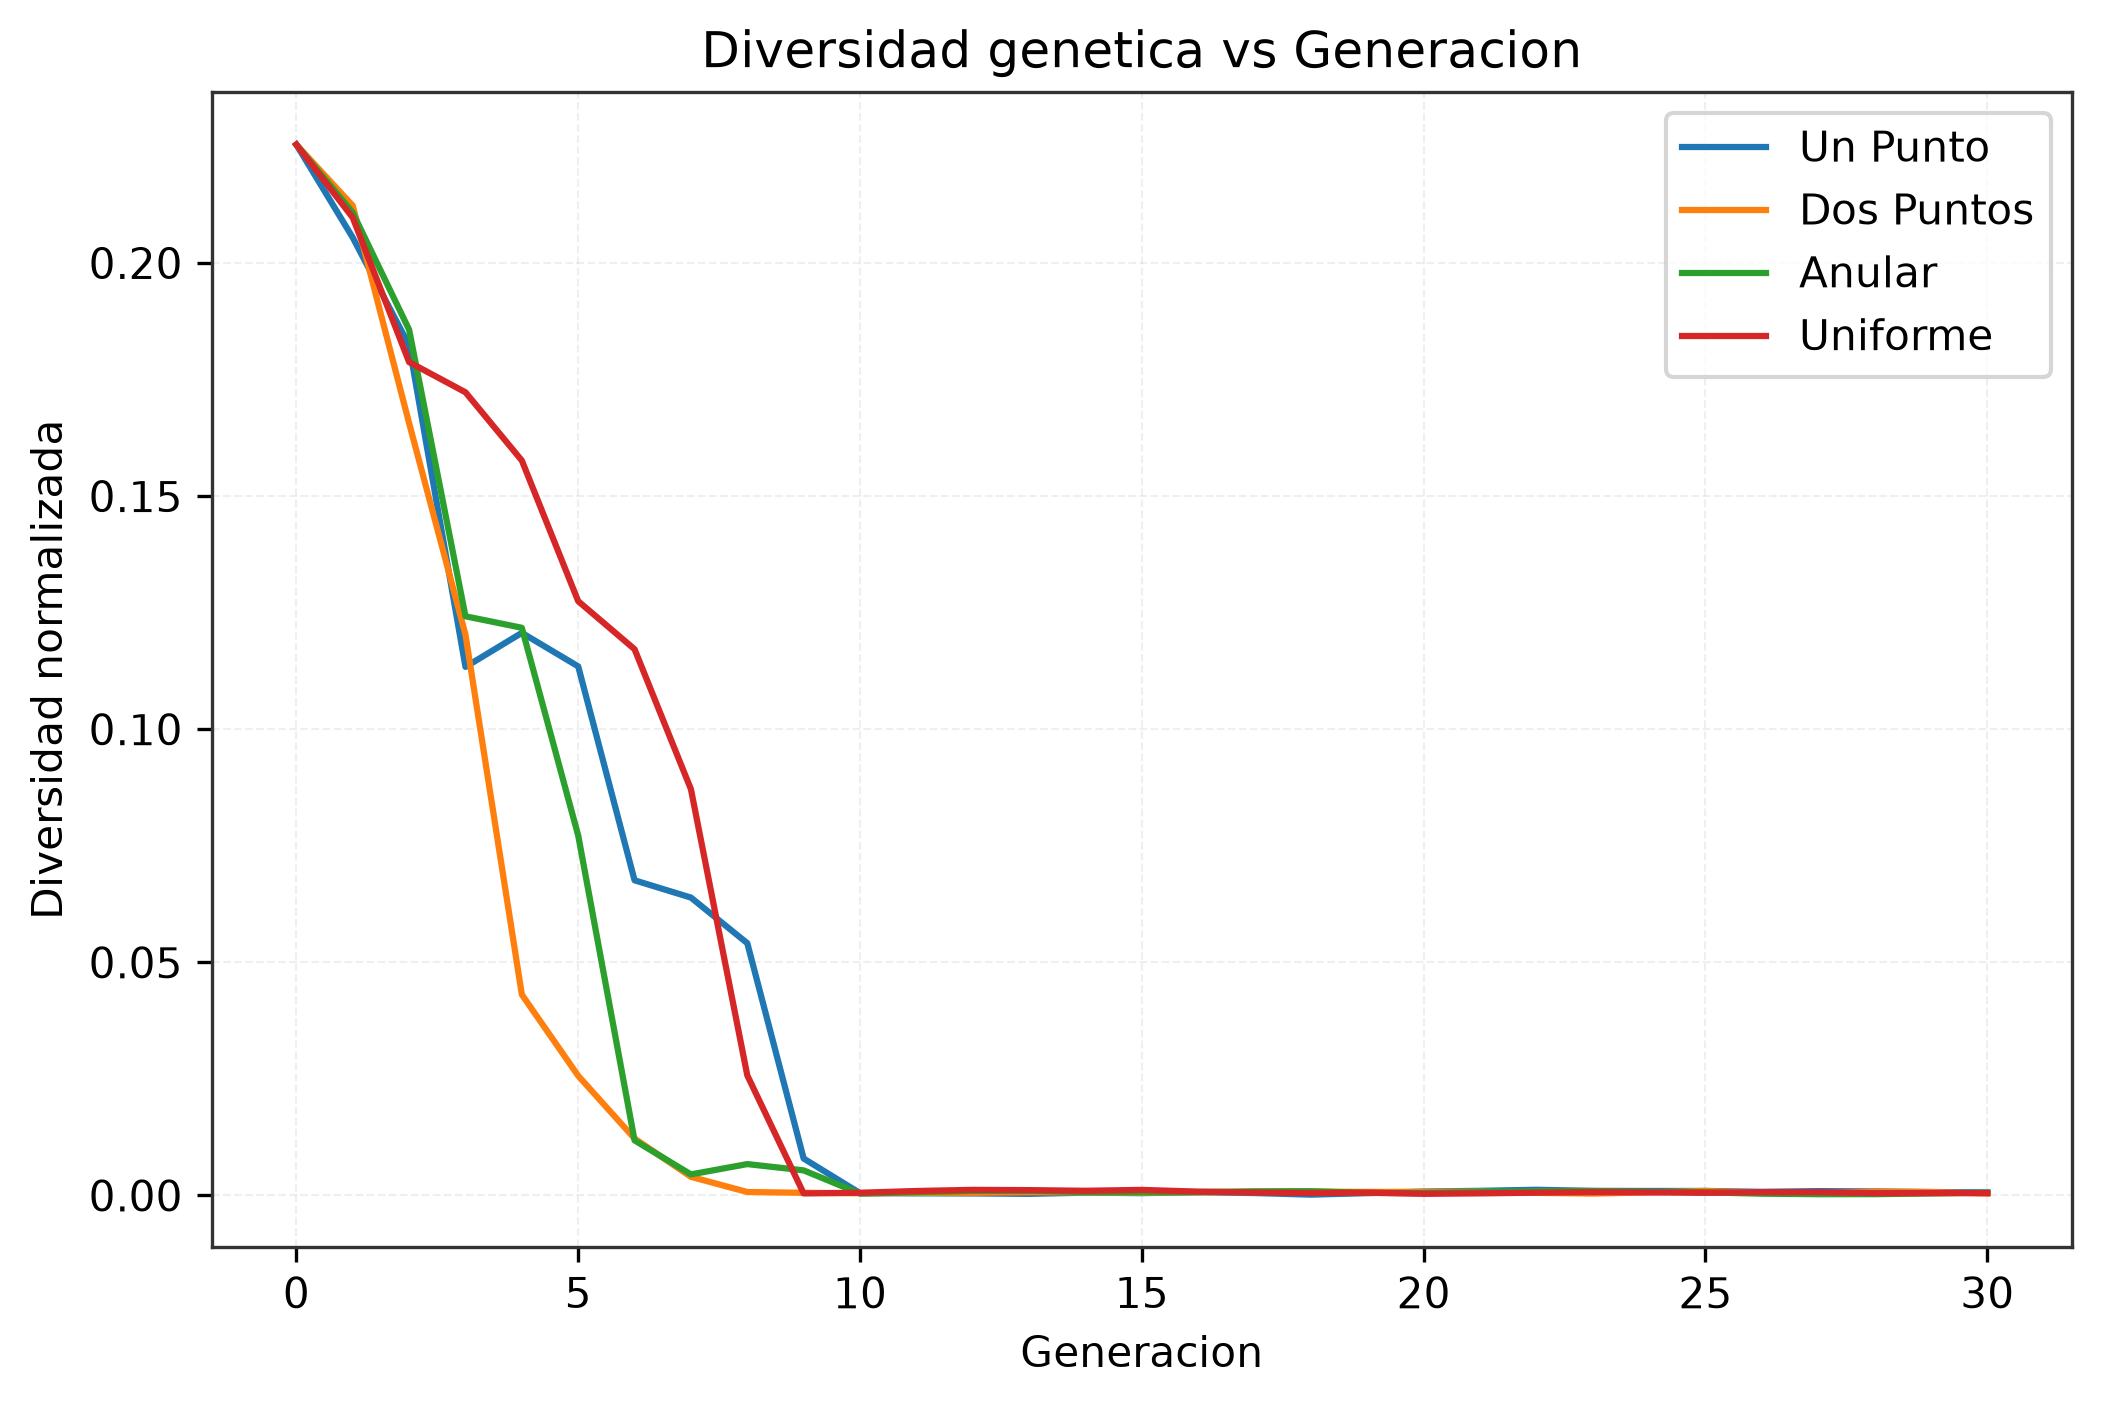 Diversidad genetica vs Generacion
Un Punto
Dos Puntos
Anular
Uniforme
Diversidad normalizada
0.20
0.15
0.10
0.05
0.00
0 5 10 15 20 25 30
Generacion